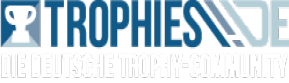 TROPHIES.DE
DIE DEUTSCHE TROPHY-COMMUNITY